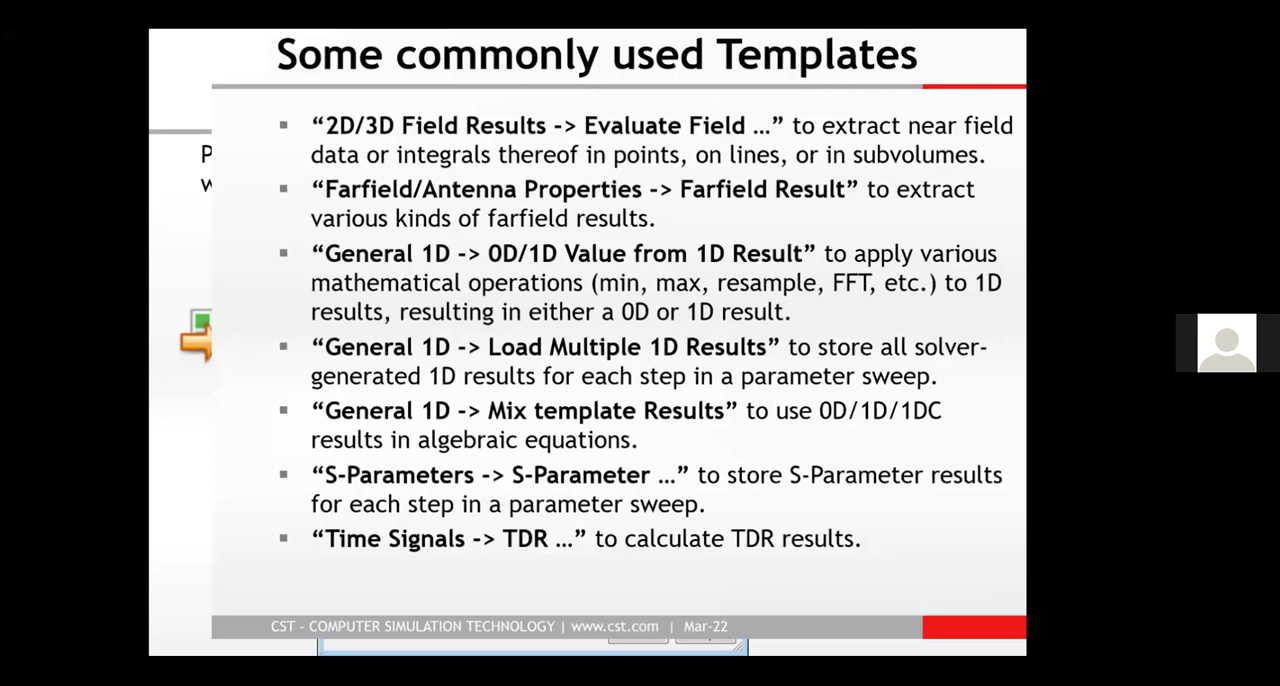 Some commonly used Templates
P
w
▪ “2D/3D Field Results -> Evaluate Field …” to extract near field
data or integrals thereof in points, on lines, or in subvolumes.
▪ “Farfield/Antenna Properties -> Farfield Result” to extract
various kinds of farfield results.
▪ “General 1D -> 0D/1D Value from 1D Result” to apply various
mathematical operations (min, max, resample, FFT, etc.) to 1D
results, resulting in either a 0D or 1D result.
▪ “General 1D -> Load Multiple 1D Results” to store all solver-
generated 1D results for each step in a parameter sweep.
▪ “General 1D -> Mix template Results” to use 0D/1D/1DC
results in algebraic equations.
▪ “S-Parameters -> S-Parameter …” to store S-Parameter results
for each step in a parameter sweep.
▪ “Time Signals -> TDR …” to calculate TDR results.
CST – COMPUTER SIMULATION TECHNOLOGY | www.cst.com | Mar-22